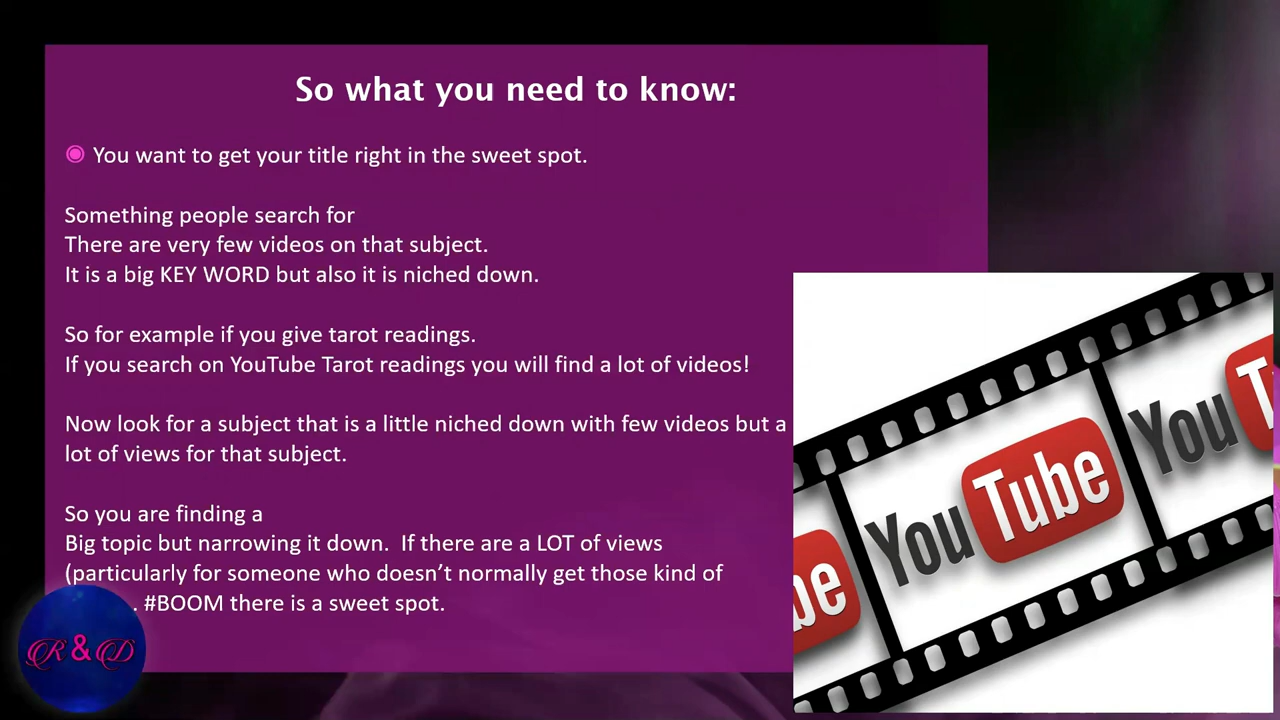 So what you need to know:
You want to get your title right in the sweet spot.
Something people search for
There are very few videos on that subject.
It is a big KEY WORD but also it is niched down.
So for example if you give tarot readings.
If you search on YouTube Tarot readings you will find a lot of videos!
Now look for a subject that is a little niched down with few videos but a
lot of views for that subject.
So you are finding a
Big topic but narrowing it down.  If there are a LOT of views
(particularly for someone who doesn’t normally get those kind of
. #BOOM there is a sweet spot.
R & D
be
You Tube
You T